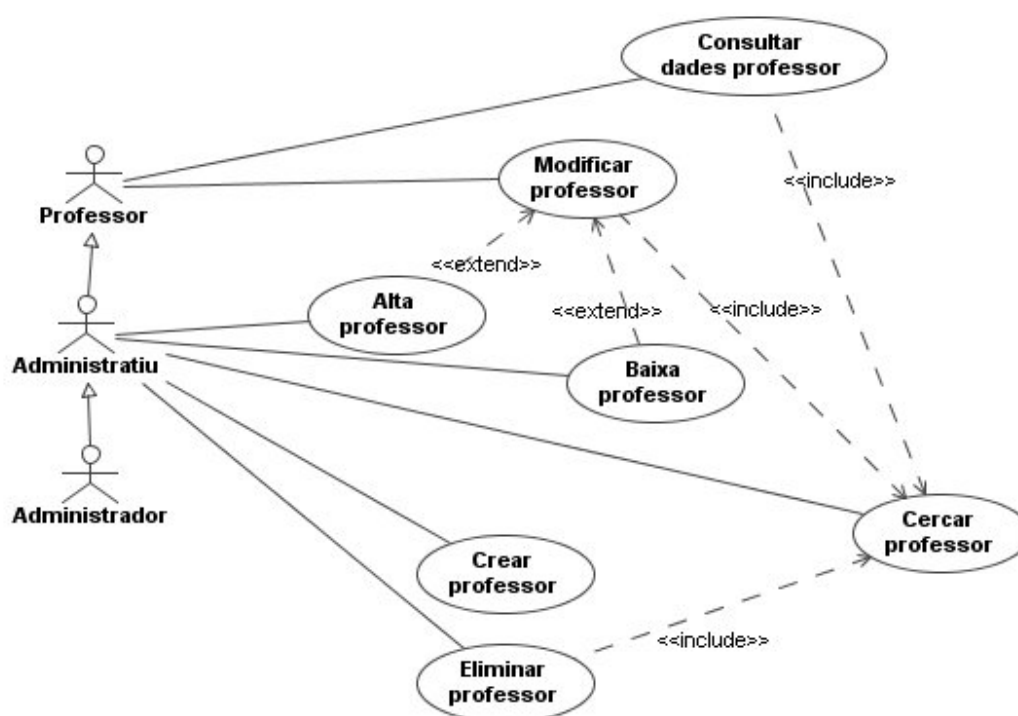 Consultar
dades professor
Modificar
professor
<<include>>
Professor
<<extend>>
Alta
professor
<<extend>>
<<include>>
Administratiu
Baixa
professor
Administrador
Cercar
professor
Crear
professor
<<include>>
Eliminar
professor